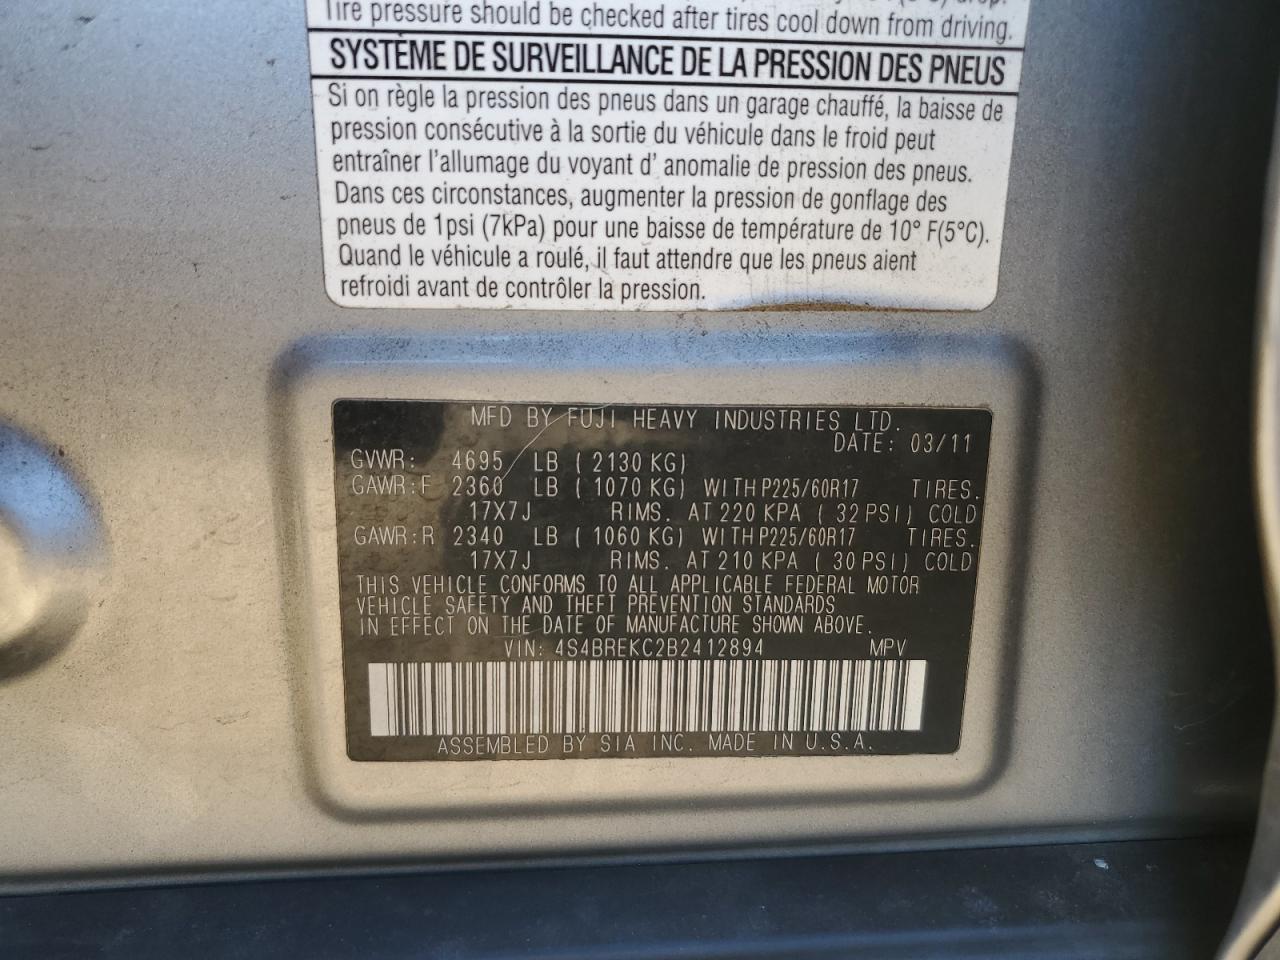 Tire pressure should be checked after tires cool down from driving.
SYSTÈME DE SURVEILLANCE DE LA PRESSION DES PNEUS
Si on règle la pression des pneus dans un garage chauffé, la baisse de
pression consécutive à la sortie du véhicule dans le froid peut
entraîner l'allumage du voyant d' anomalie de pression des pneus.
Dans ces circonstances, augmenter la pression de gonflage des
pneus de 1psi (7kPa) pour une baisse de température de 10° F(5°C).
Quand le véhicule a roulé, il faut attendre que les pneus aient
refroidi avant de contrôler la pression.
MFD BY FUJI HEAVY INDUSTRIES LTD.
DATE: 03/11
GVWR: 4695 LB ( 2130 KG)
GAWR:F 2360 LB ( 1070 KG) WITH P225/60R17 TIRES.
17X7J RIMS. AT 220 KPA ( 32 PSI) COLD
GAWR:R 2340 LB ( 1060 KG) WITH P225/60R17 TIRES.
17X7J RIMS. AT 210 KPA ( 30 PSI) COLD
THIS VEHICLE CONFORMS TO ALL APPLICABLE FEDERAL MOTOR
VEHICLE SAFETY AND THEFT PREVENTION STANDARDS
IN EFFECT ON THE DATE OF MANUFACTURE SHOWN ABOVE.
VIN: 4S4BREKC2B2412894 MPV
ASSEMBLED BY SIA INC. MADE IN U.S.A.